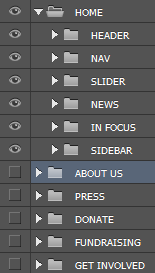 HOME
HEADER
NAV
SLIDER
NEWS
IN FOCUS
SIDEBAR
ABOUT US
PRESS
DONATE
FUNDRAISING
GET INVOLVED